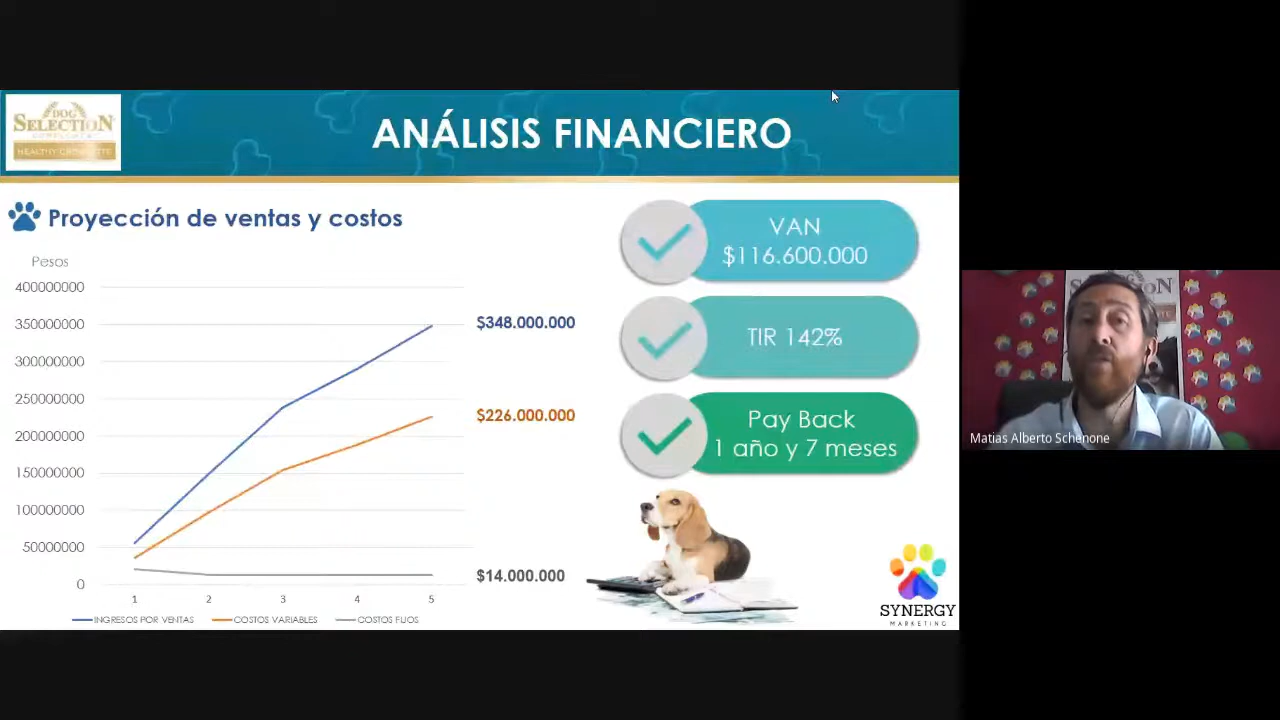 DOG
SELECTION
HEALTHY CROQUETTE
ANÁLISIS FINANCIERO
Proyección de ventas y costos
Pesos
400000000
350000000
300000000
250000000
200000000
150000000
100000000
50000000
0
1 2 3 4 5
$348.000.000
$226.000.000
$14.000.000
INGRESOS POR VENTAS COSTOS VARIABLES COSTOS FIJOS
VAN
$116.600.000
TIR 142%
Pay Back
1 año y 7 meses
SYNERGY
MARKETING
Matias Alberto Schenone